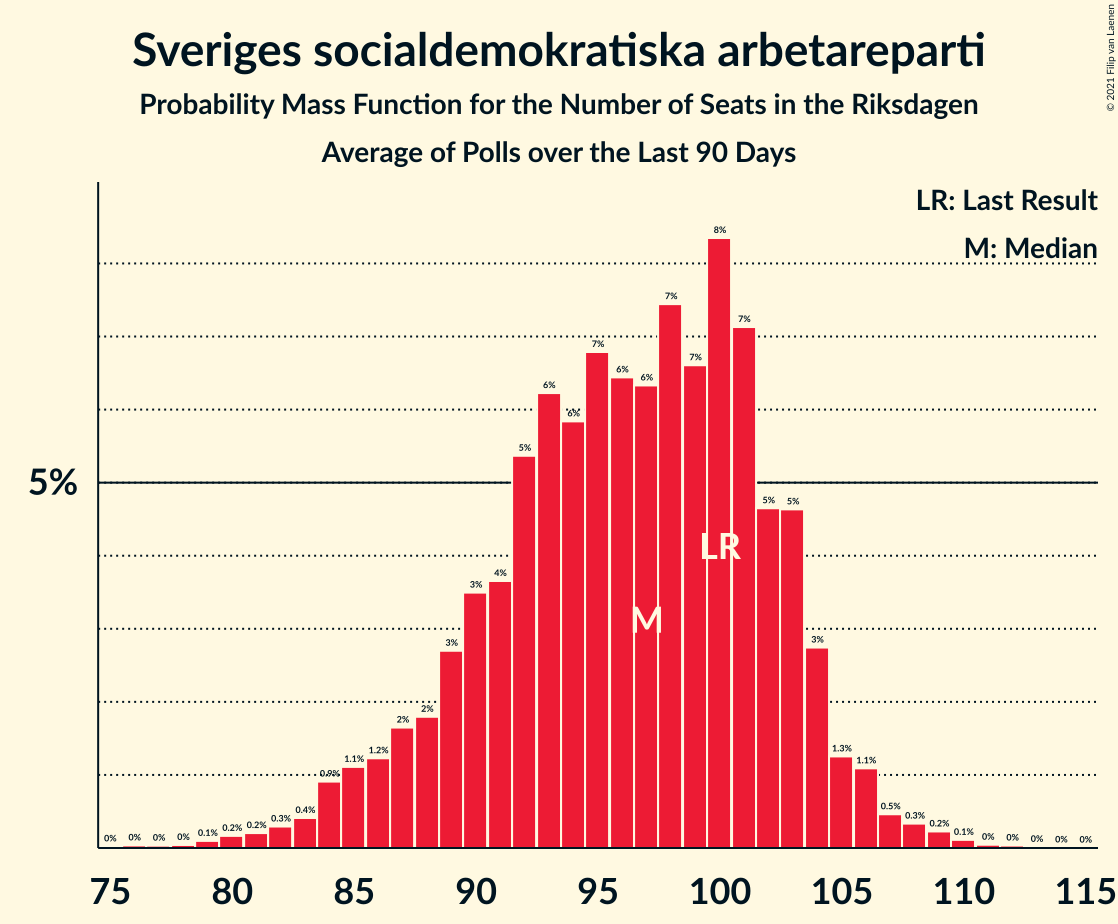 Sveriges socialdemokratiska arbetareparti
Probability Mass Function for the Number of Seats in the Riksdagen
Average of Polls over the Last 90 Days
© 2021 Filip van Laenen
LR: Last Result
M: Median
5%
0% 0% 0% 0% 0.1% 0.2% 0.2% 0.3% 0.4% 0.9% 1.1% 1.2% 2% 2% 3% 3% 4% 5% 6% 6% 7% 6% 6% 7% 7% 8% 7% 5% 5% 3% 1.3% 1.1% 0.5% 0.3% 0.2% 0.1% 0% 0% 0% 0% 0%
LR
M
75 80 85 90 95 100 105 110 115